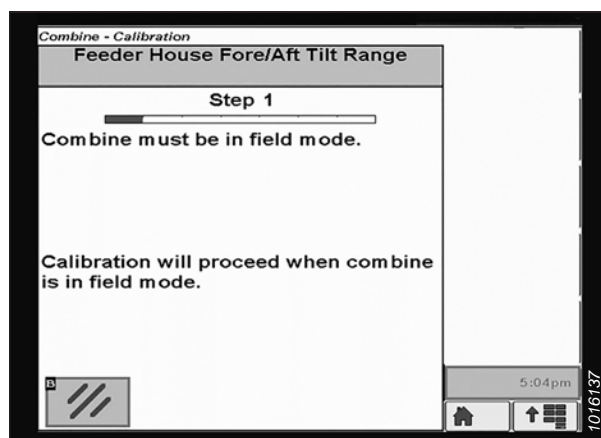 Combine - Calibration
Feeder House Fore/Aft Tilt Range
Step 1
Combine must be in field mode.
Calibration will proceed when combine
is in field mode.
B
5:04pm
1016137